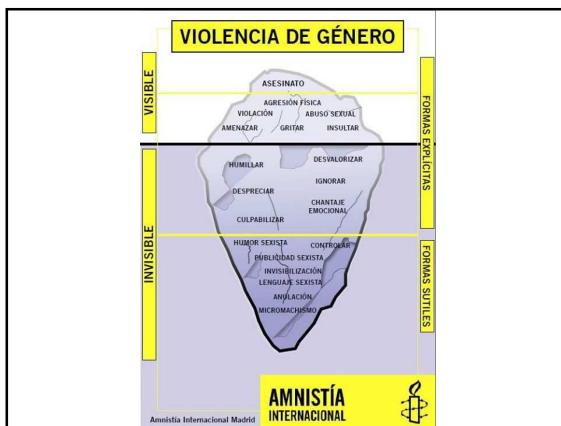 VIOLENCIA DE GÉNERO
VISIBLE
ASESINATO
AGRESIÓN FÍSICA
VIOLACIÓN
ABUSO SEXUAL
AMENAZAR
GRITAR
INSULTAR
FORMAS EXPLÍCITAS
INVISIBLE
DESVALORIZAR
HUMILLAR
IGNORAR
DESPRECIAR
CHANTAJE
EMOCIONAL
CULPABILIZAR
HUMOR SEXISTA
CONTROLAR
PUBLICIDAD SEXISTA
INVISIBILIZACIÓN
LENGUAJE SEXISTA
ANULACIÓN
MICROMACHISMO
FORMAS SUTILES
AMNISTÍA
INTERNACIONAL
Amnistía Internacional Madrid